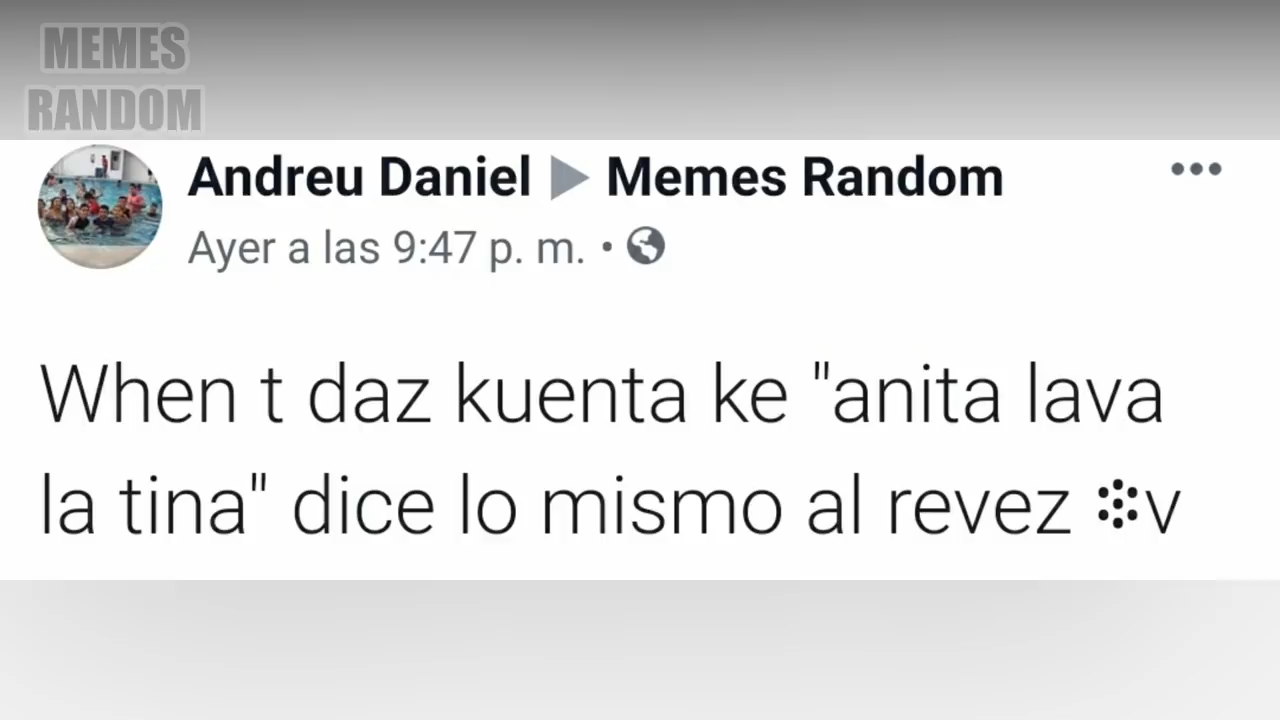 MEMES
RANDOM
Andreu Daniel ▶ Memes Random
Ayer a las 9:47 p. m. •
When t daz kuenta ke "anita lava
la tina" dice lo mismo al revez ፨v